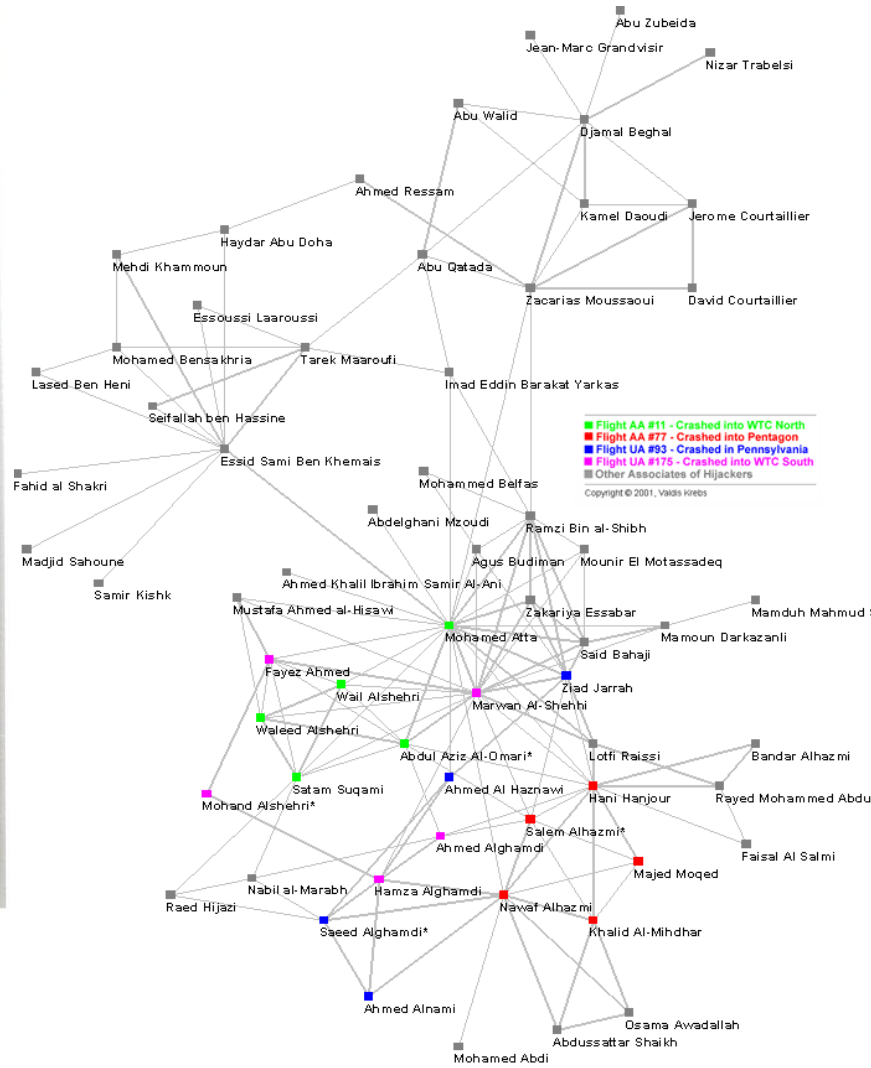 Abu Zubeida
Jean-Marc Grandvisir
Nizar Trabelsi
Abu Walid
Djamal Beghal
Ahmed Ressam
Kamel Daoudi
Jerome Courtaillier
Haydar Abu Doha
Mehdi Khammoun
Abu Qatada
Zacarias Moussaoui
David Courtaillier
Essoussi Laaroussi
Mohamed Bensakhria
Tarek Maaroufi
Lased Ben Heni
Imad Eddin Barakat Yarkas
Seifallah ben Hassine
Flight AA #11 - Crashed into WTC North
Flight AA #77 - Crashed into Pentagon
Flight UA #93 - Crashed in Pennsylvania
Flight UA #175 - Crashed into WTC South
Other Associates of Hijackers
Copyright © 2001, Valdis Krebs
Essid Sami Ben Khemais
Fahid al Shakri
Mohammed Belfas
Abdelghani Mzoudi
Ramzi Bin al-Shibh
Madjid Sahoune
Agus Budiman
Mounir El Motassadeq
Samir Kishk
Ahmed Khalil Ibrahim Samir Al-Ani
Mustafa Ahmed al-Hisawi
Zakariya Essabar
Mamduh Mahmud S
Mohamed Atta
Mamoun Darkazanli
Said Bahaji
Fayez Ahmed
Ziad Jarrah
Wail Alshehri
Marwan Al-Shehhi
Waleed Alshehri
Abdul Aziz Al-Omari*
Lotfi Raissi
Bandar Alhazmi
Satam Suqami
Ahmed Al Haznawi
Hani Hanjour
Rayed Mohammed Abdu
Mohand Alshehri*
Salem Alhazmi*
Ahmed Alghamdi
Faisal Al Salmi
Majed Moqed
Nabil al-Marabh
Hamza Alghamdi
Raed Hijazi
Nawaf Alhazmi
Saeed Alghamdi*
Khalid Al-Mihdhar
Ahmed Alnami
Osama Awadallah
Abdussattar Shaikh
Mohamed Abdi